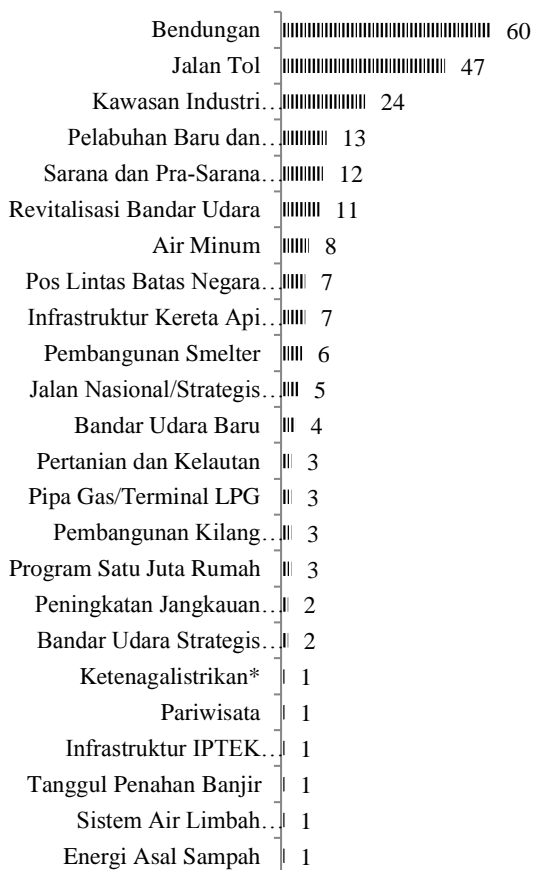 Bendungan 60
Jalan Tol 47
Kawasan Industri… 24
Pelabuhan Baru dan… 13
Sarana dan Pra-Sarana… 12
Revitalisasi Bandar Udara 11
Air Minum 8
Pos Lintas Batas Negara… 7
Infrastruktur Kereta Api… 7
Pembangunan Smelter 6
Jalan Nasional/Strategis… 5
Bandar Udara Baru 4
Pertanian dan Kelautan 3
Pipa Gas/Terminal LPG 3
Pembangunan Kilang… 3
Program Satu Juta Rumah 3
Peningkatan Jangkauan… 2
Bandar Udara Strategis… 2
Ketenagalistrikan* 1
Pariwisata 1
Infrastruktur IPTEK… 1
Tanggul Penahan Banjir 1
Sistem Air Limbah… 1
Energi Asal Sampah 1